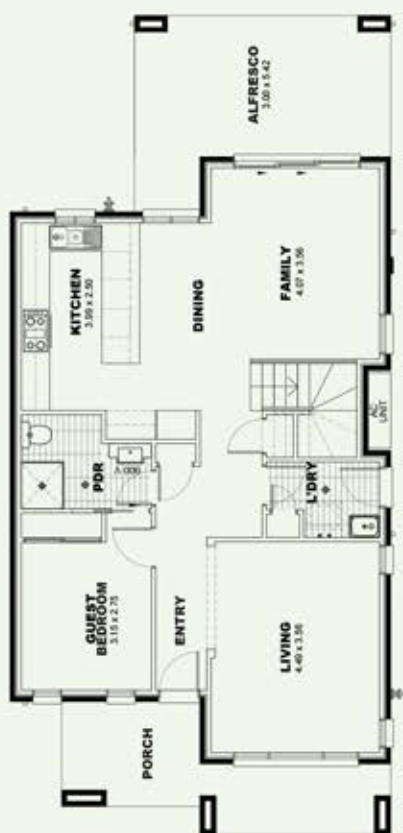 ALFRESCO
3.00 x 5.42
KITCHEN
3.99 x 2.50
DINING
FAMILY
4.07 x 3.56
PDR
900 V
L'DRY
AC
UNIT
GUEST
BEDROOM
3.15 x 2.75
ENTRY
LIVING
4.49 x 3.56
PORCH